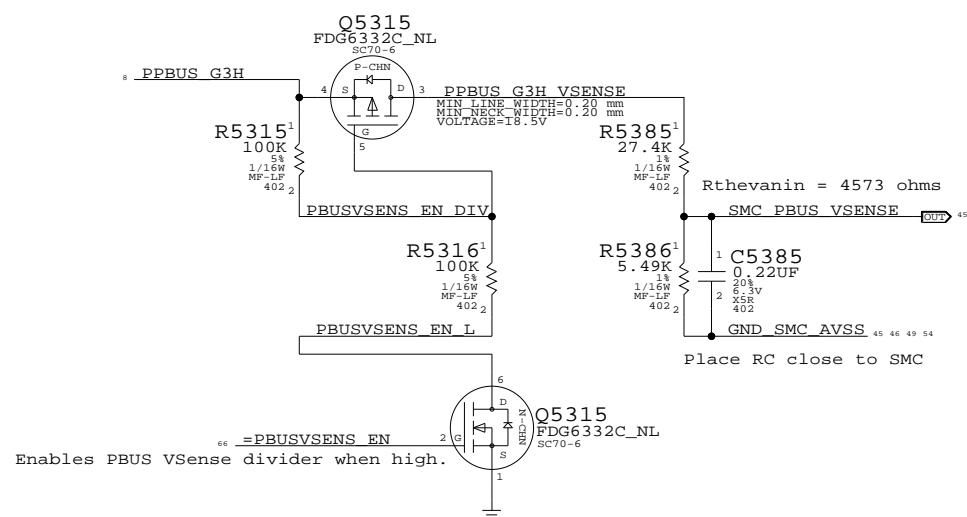 Q5315
FDG6332C_NL
SC70-6
P-CHN
8 PPBUS_G3H
4 S D 3
G
5
PPBUS_G3H_VSENSE
MIN_LINE_WIDTH=0.20 mm
MIN_NECK_WIDTH=0.20 mm
VOLTAGE=18.5V
R5315 1
100K
5%
1/16W
MF-LF
402 2
R5385 1
27.4K
1%
1/16W
MF-LF
402 2
Rthevanin = 4573 ohms
PBUSVSENS_EN_DIV
SMC_PBUS_VSENSE OUT 45
R5316 1
100K
5%
1/16W
MF-LF
402 2
R5386 1
5.49K
1%
1/16W
MF-LF
402 2
1 C5385
0.22UF
20%
6.3V
X5R
402
2
PBUSVSENS_EN_L
GND_SMC_AVSS 45 46 49 54
Place RC close to SMC
6
D
N-CHN
Q5315
FDG6332C_NL
SC70-6
66 =PBUSVSENS_EN 2 G
S
1
Enables PBUS VSense divider when high.